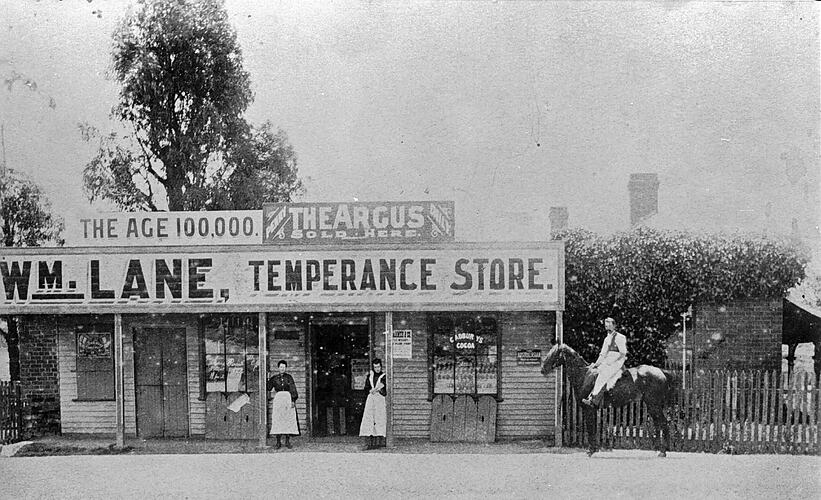 THE AGE 100,000.
THE ARGUS
SOLD HERE
WM. LANE, TEMPERANCE STORE.
CADBURY'S
COCOA